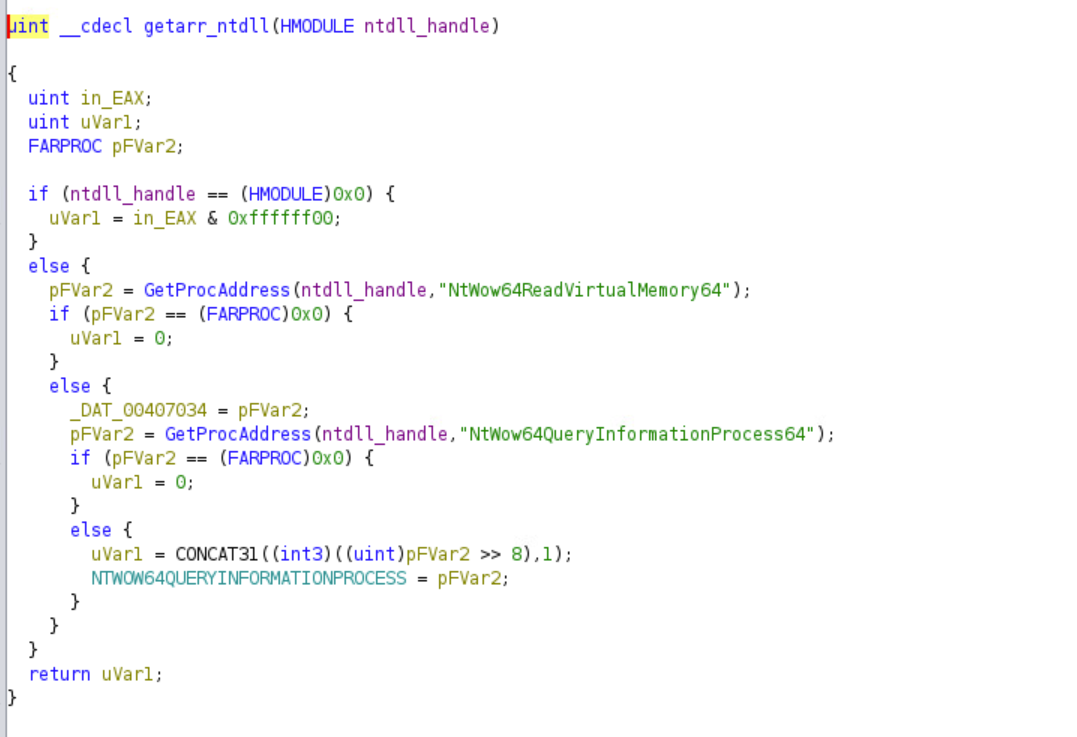 uint __cdecl getarr_ntdll(HMODULE ntdll_handle)
{
uint in_EAX;
uint uVar1;
FARPROC pFVar2;
if (ntdll_handle == (HMODULE)0x0) {
uVar1 = in_EAX & 0xffffff00;
}
else {
pFVar2 = GetProcAddress(ntdll_handle,"NtWow64ReadVirtualMemory64");
if (pFVar2 == (FARPROC)0x0) {
uVar1 = 0;
}
else {
_DAT_00407034 = pFVar2;
pFVar2 = GetProcAddress(ntdll_handle,"NtWow64QueryInformationProcess64");
if (pFVar2 == (FARPROC)0x0) {
uVar1 = 0;
}
else {
uVar1 = CONCAT31((int3)((uint)pFVar2 >> 8),1);
NTWOW64QUERYINFORMATIONPROCESS = pFVar2;
}
}
}
return uVar1;
}